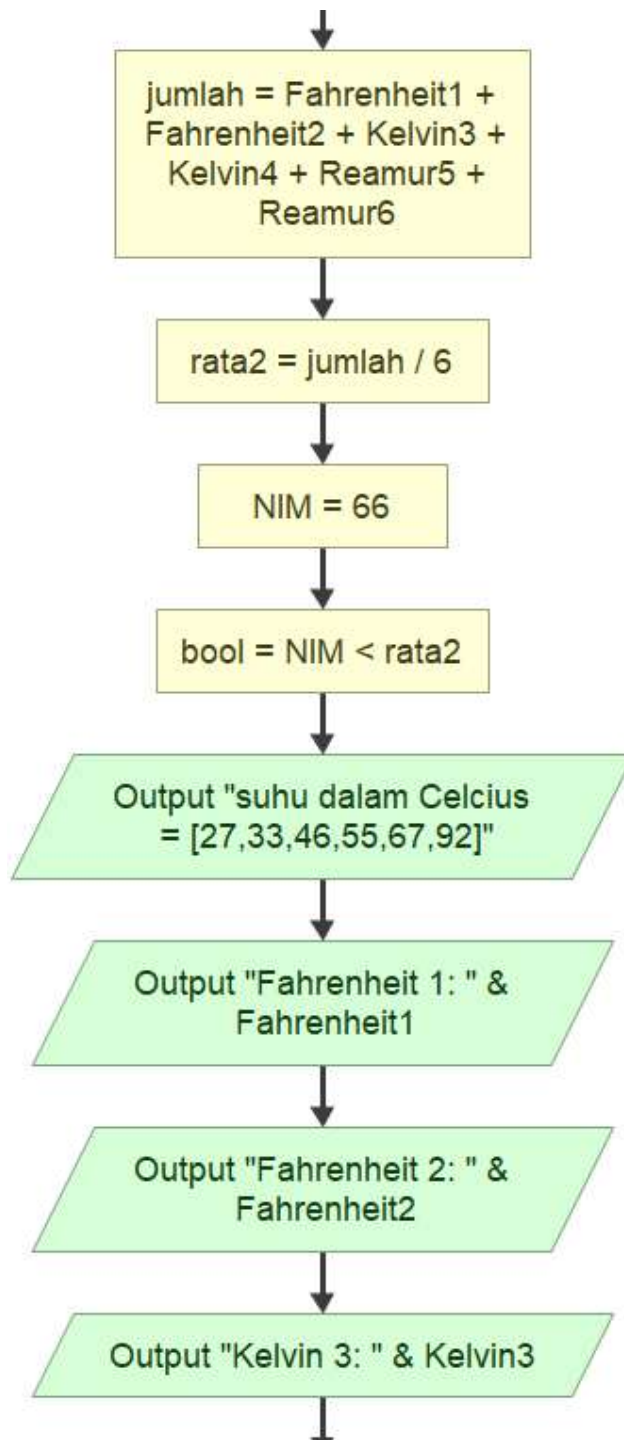 jumlah = Fahrenheit1 +
Fahrenheit2 + Kelvin3 +
Kelvin4 + Reamur5 +
Reamur6
rata2 = jumlah / 6
NIM = 66
bool = NIM < rata2
Output "suhu dalam Celcius
= [27,33,46,55,67,92]"
Output "Fahrenheit 1: " &
Fahrenheit1
Output "Fahrenheit 2: " &
Fahrenheit2
Output "Kelvin 3: " & Kelvin3